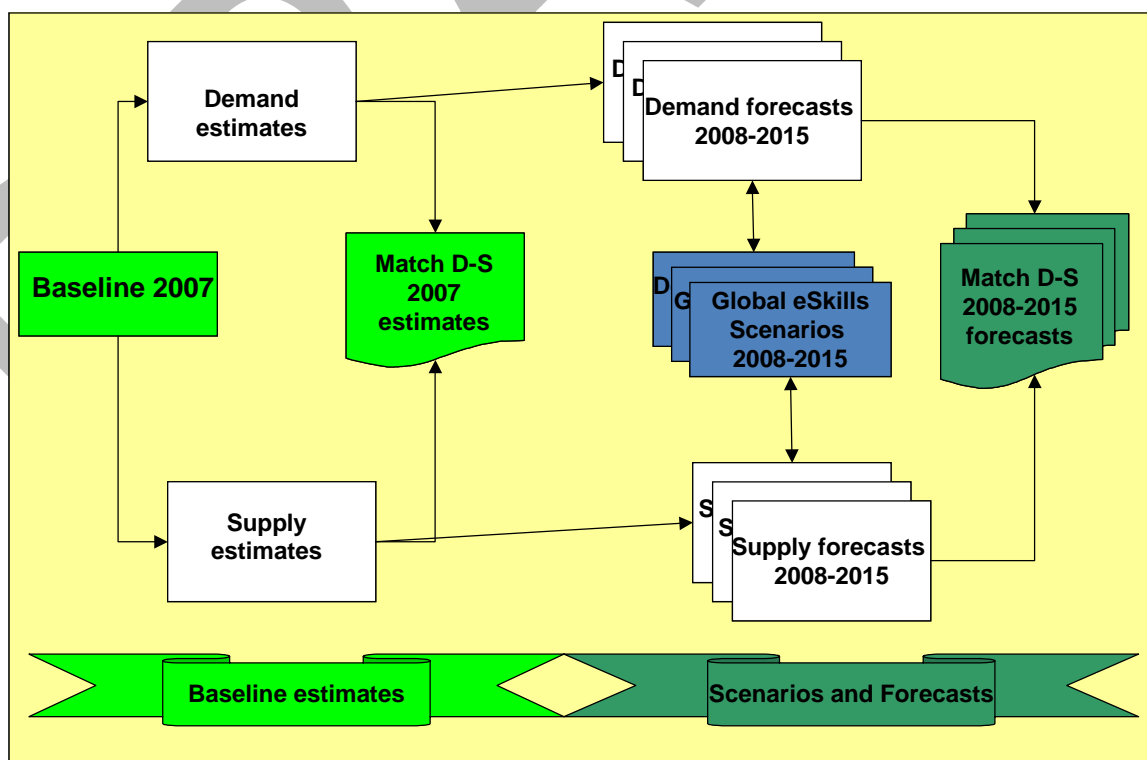 Demand
estimates
D
D
Demand forecasts
2008-2015
Baseline 2007
Match D-S
2007
estimates
D
G
Global eSkills
Scenarios
2008-2015
Match D-S
2008-2015
forecasts
Supply
estimates
S
S
Supply forecasts
2008-2015
Baseline estimates
Scenarios and Forecasts